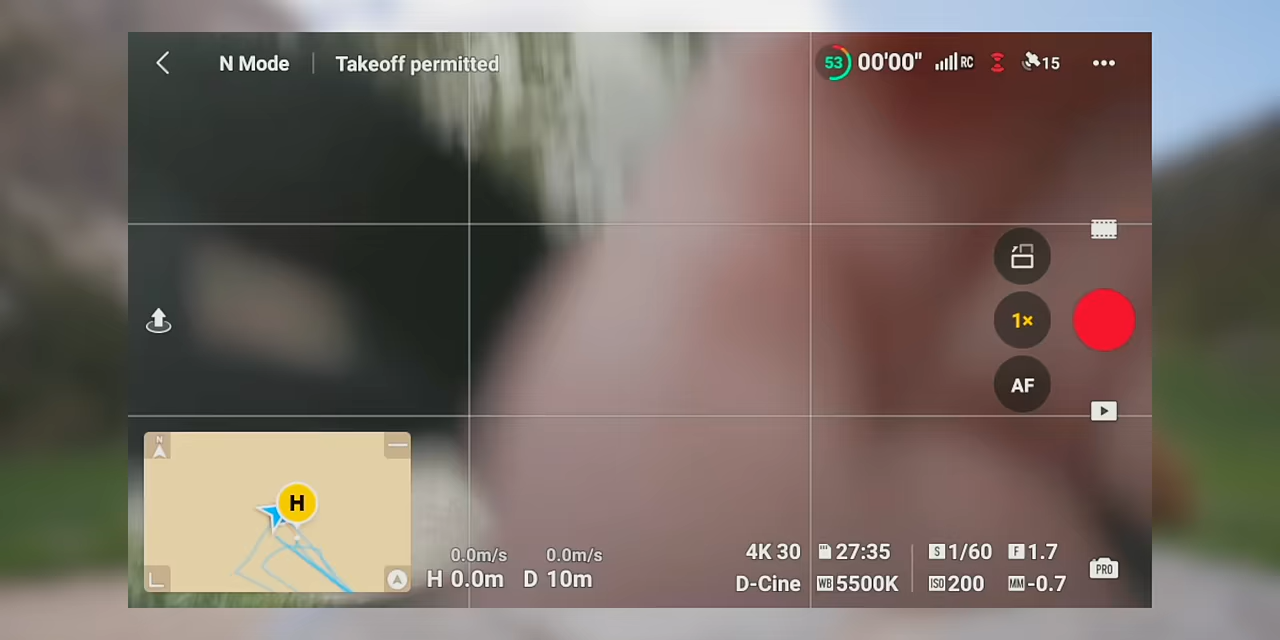 N Mode | Takeoff permitted
53 00'00" RC 15
1×
AF
N
H
0.0m/s 0.0m/s
H 0.0m D 10m
4K 30 27:35 S 1/60 F 1.7
D-Cine WB 5500K ISO 200 MM -0.7
PRO